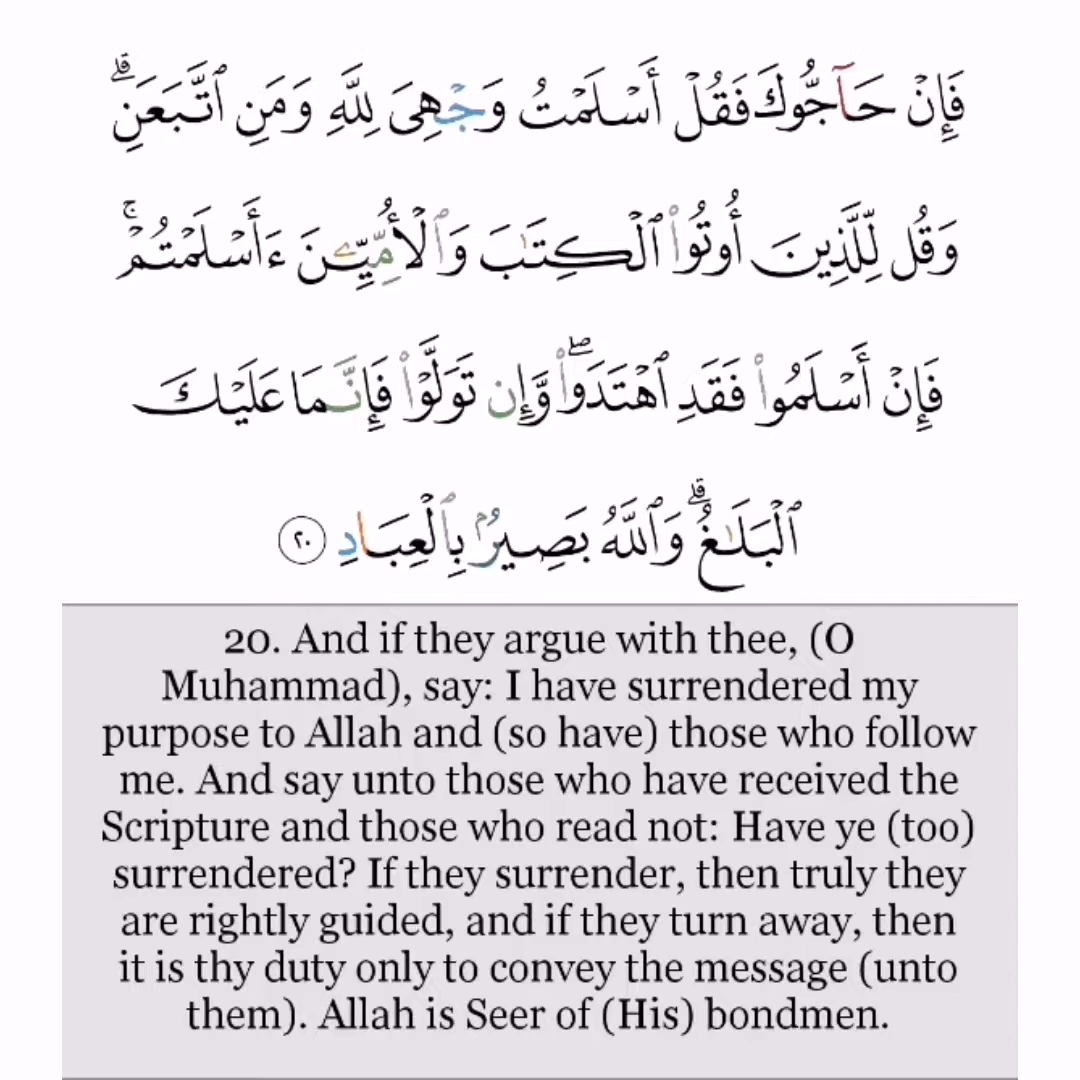 فَإِنْ حَآجُّوكَ فَقُلْ أَسْلَمْتُ وَجْهِىَ لِلَّهِ وَمَنِ ٱتَّبَعَنِ ۗ
وَقُل لِّلَّذِينَ أُوتُوا۟ ٱلْكِتَـٰبَ وَٱلْأُمِّيِّـۧنَ ءَأَسْلَمْتُمْ ۚ
فَإِنْ أَسْلَمُوا۟ فَقَدِ ٱهْتَدَوا۟ ۖ وَّإِن تَوَلَّوْا۟ فَإِنَّمَا عَلَيْكَ
ٱلْبَلَـٰغُ ۗ وَٱللَّهُ بَصِيرٌۢ بِٱلْعِبَادِ ٢٠
20. And if they argue with thee, (O
Muhammad), say: I have surrendered my
purpose to Allah and (so have) those who follow
me. And say unto those who have received the
Scripture and those who read not: Have ye (too)
surrendered? If they surrender, then truly they
are rightly guided, and if they turn away, then
it is thy duty only to convey the message (unto
them). Allah is Seer of (His) bondmen.